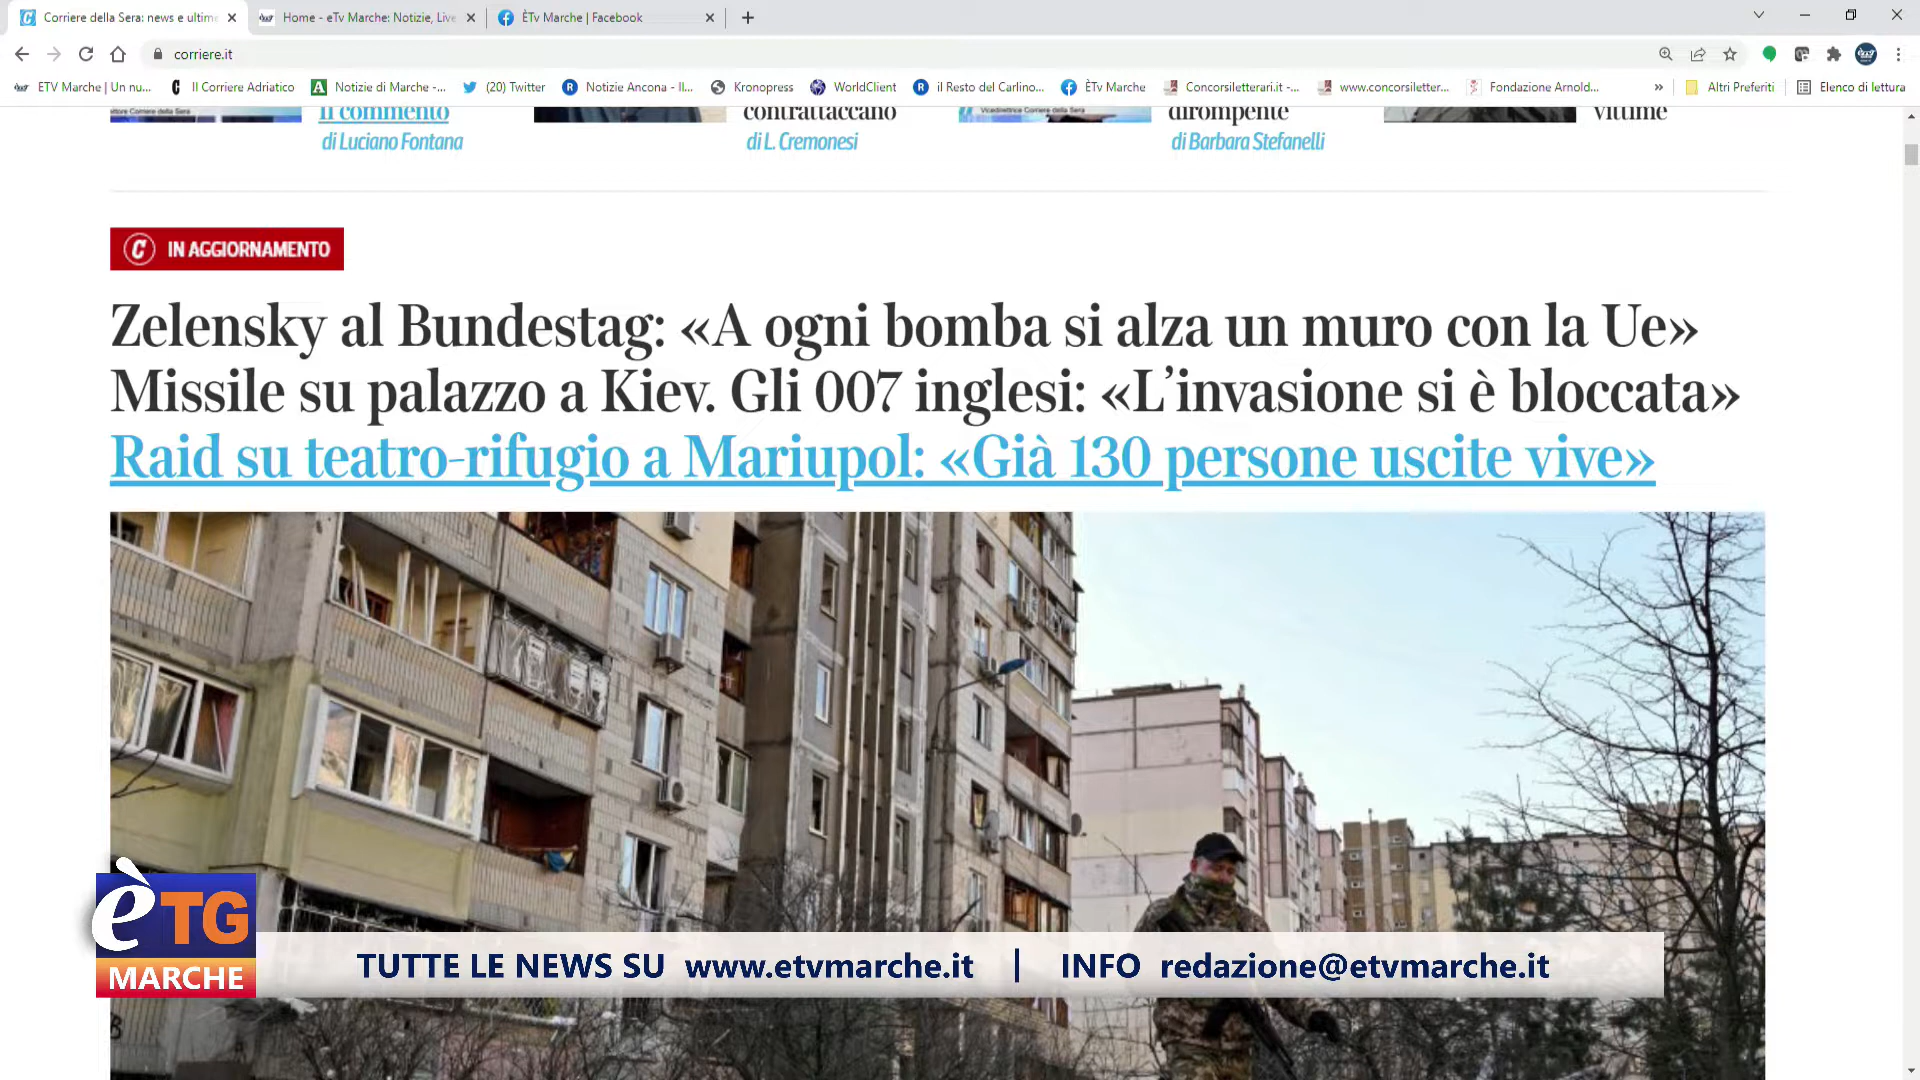 Corriere della Sera: news e ultime
Home - eTv Marche: Notizie, Live
ÈTv Marche | Facebook
corriere.it
ETV Marche | Un nu...
Il Corriere Adriatico
Notizie di Marche -...
(20) Twitter
Notizie Ancona - Il...
Kronopress
WorldClient
il Resto del Carlino...
ÈTv Marche
Concorsiletterari.it -...
www.concorsiletter...
Fondazione Arnold...
»
Altri Preferiti
Elenco di lettura
Il commento
di Luciano Fontana
contrattaccano
di L. Cremonesi
Vicedirettrice Corriere della Sera
dirompente
di Barbara Stefanelli
vittime
IN AGGIORNAMENTO
Zelensky al Bundestag: «A ogni bomba si alza un muro con la Ue»
Missile su palazzo a Kiev. Gli 007 inglesi: «L’invasione si è bloccata»
Raid su teatro-rifugio a Mariupol: «Già 130 persone uscite vive»
èTG
MARCHE
TUTTE LE NEWS SU www.etvmarche.it | INFO redazione@etvmarche.it